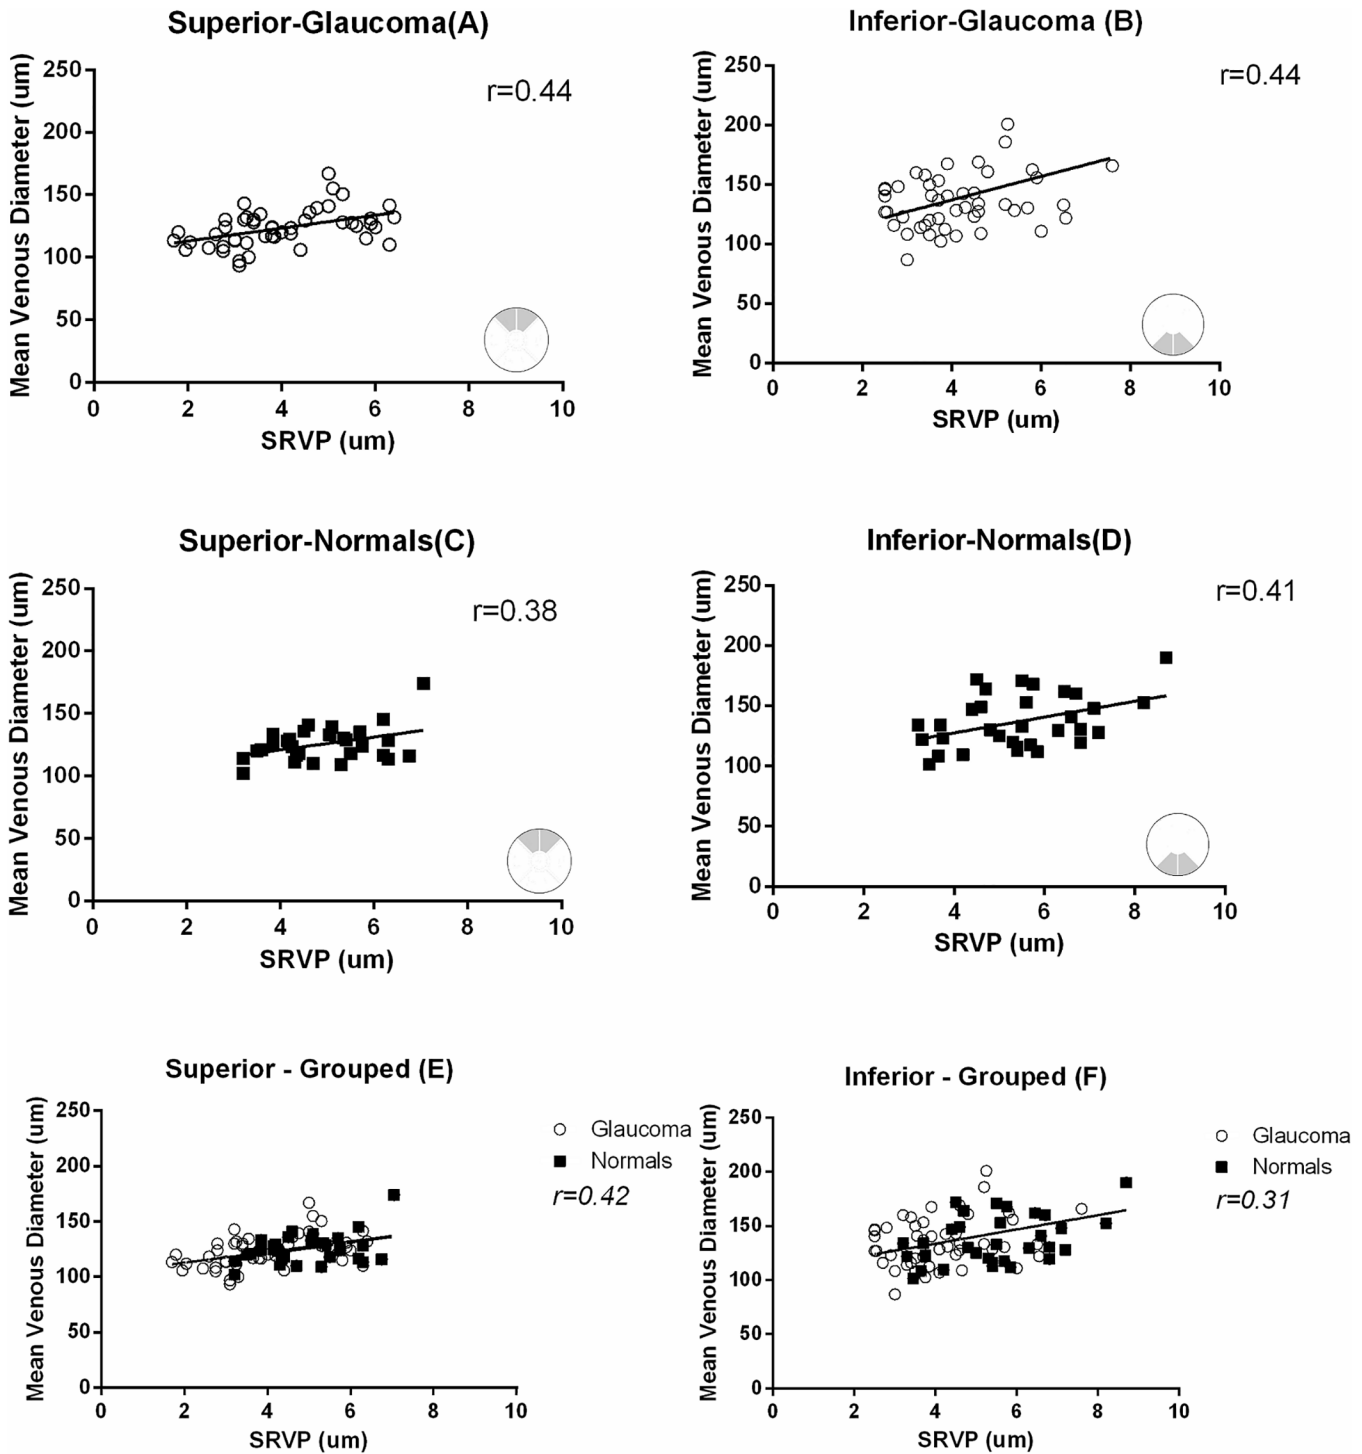 Superior-Glaucoma(A)
r=0.44
Mean Venous Diameter (um)
250
200
150
100
50
0
0 2 4 6 8 10
SRVP (um)
Inferior-Glaucoma (B)
r=0.44
Mean Venous Diameter (um)
250
200
150
100
50
0
0 2 4 6 8 10
SRVP (um)
Superior-Normals(C)
r=0.38
Mean Venous Diameter (um)
250
200
150
100
50
0
0 2 4 6 8 10
SRVP (um)
Inferior-Normals(D)
r=0.41
Mean Venous Diameter (um)
250
200
150
100
50
0
0 2 4 6 8 10
SRVP (um)
Superior - Grouped (E)
Glaucoma
Normals
r=0.42
Mean Venous Diameter (um)
250
200
150
100
50
0
0 2 4 6 8 10
SRVP (um)
Inferior - Grouped (F)
Glaucoma
Normals
r=0.31
Mean Venous Diameter (um)
250
200
150
100
50
0
0 2 4 6 8 10
SRVP (um)